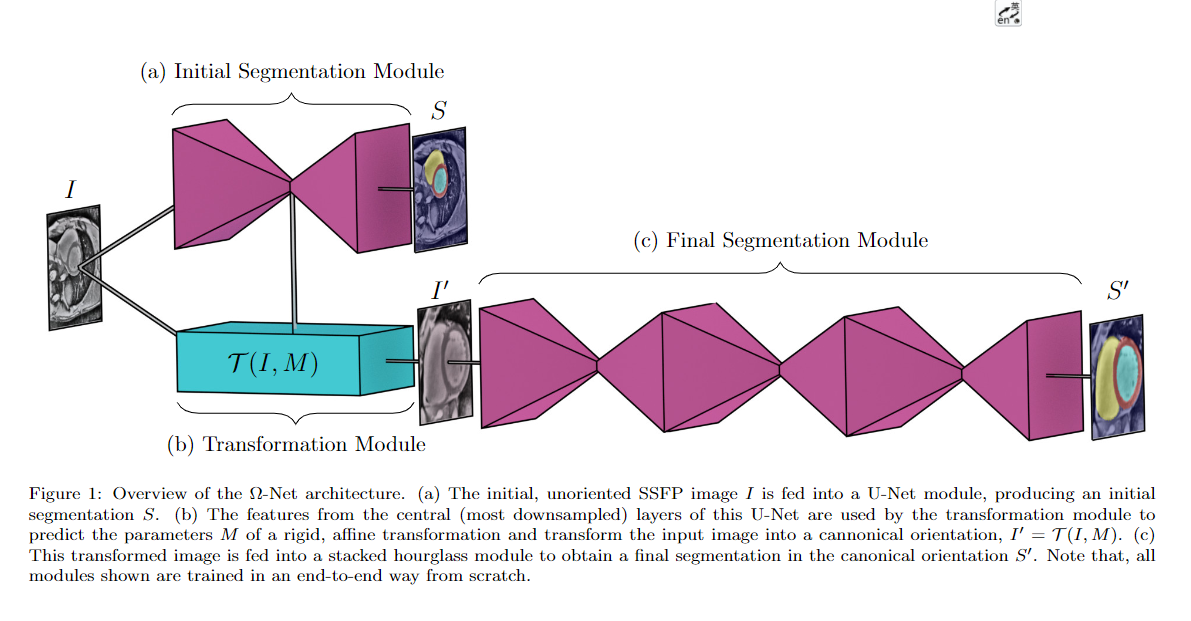 英
en
(a) Initial Segmentation Module
S
I
(c) Final Segmentation Module
I′
S′
𝒯(I, M)
(b) Transformation Module
Figure 1: Overview of the Ω-Net architecture. (a) The initial, unoriented SSFP image I is fed into a U-Net module, producing an initial
segmentation S. (b) The features from the central (most downsampled) layers of this U-Net are used by the transformation module to
predict the parameters M of a rigid, affine transformation and transform the input image into a cannonical orientation, I′ = 𝒯(I, M). (c)
This transformed image is fed into a stacked hourglass module to obtain a final segmentation in the canonical orientation S′. Note that, all
modules shown are trained in an end-to-end way from scratch.